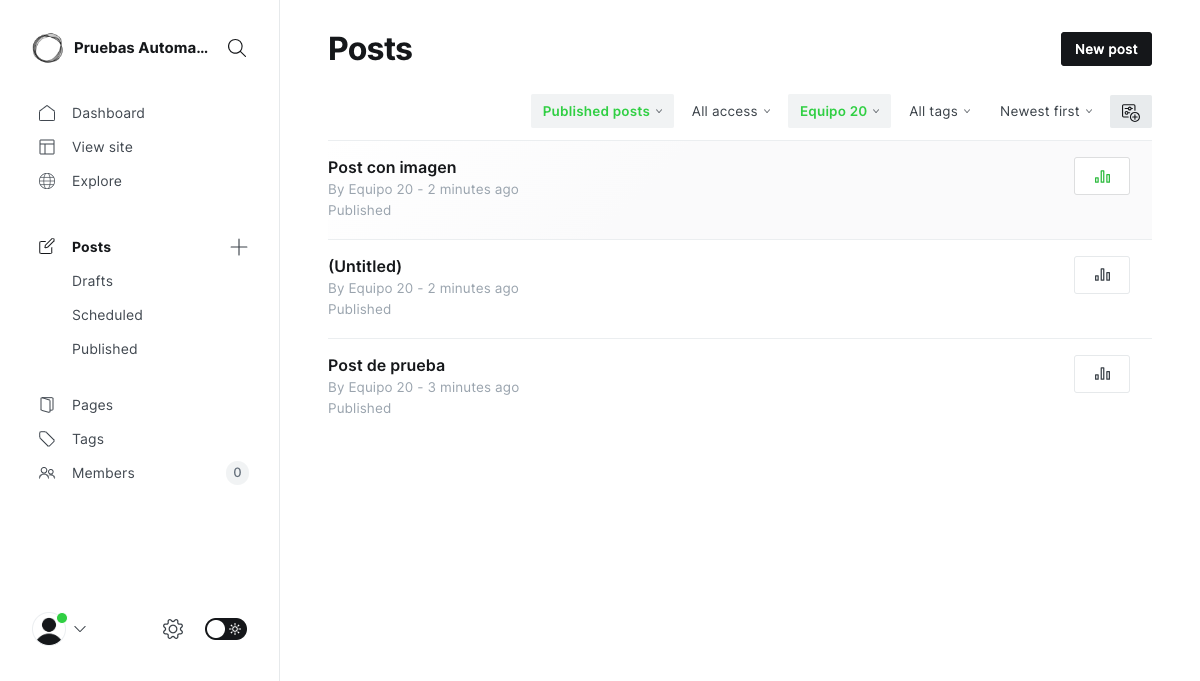 Pruebas Automa...
Dashboard
View site
Explore
Posts
Drafts
Scheduled
Published
Pages
Tags
Members
0
Posts
New post
Published posts
All access
Equipo 20
All tags
Newest first
Post con imagen
By Equipo 20 - 2 minutes ago
Published
(Untitled)
By Equipo 20 - 2 minutes ago
Published
Post de prueba
By Equipo 20 - 3 minutes ago
Published